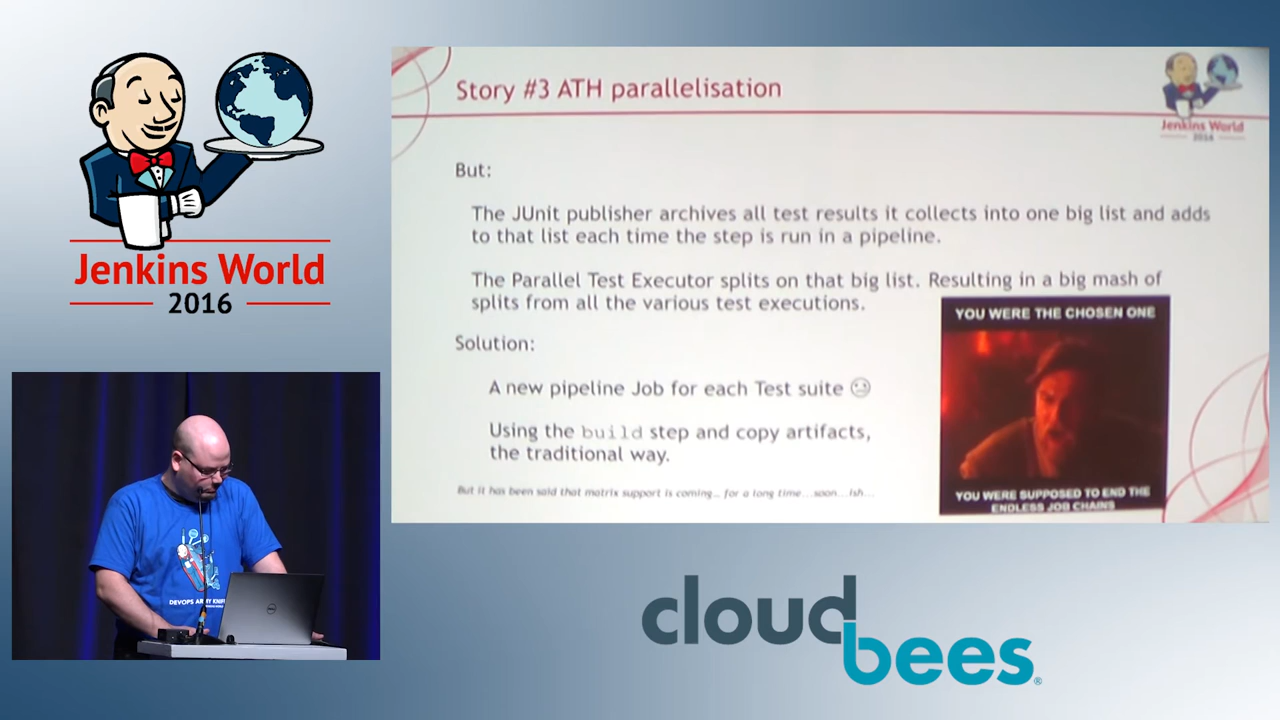 Jenkins World
2016
Story #3 ATH parallelisation
Jenkins World
2016
But:
The JUnit publisher archives all test results it collects into one big list and adds
to that list each time the step is run in a pipeline.
The Parallel Test Executor splits on that big list. Resulting in a big mash of
splits from all the various test executions.
Solution:
A new pipeline Job for each Test suite
Using the build step and copy artifacts,
the traditional way.
But it has been said that matrix support is coming... for a long time...soon...ish...
YOU WERE THE CHOSEN ONE
YOU WERE SUPPOSED TO END THE
ENDLESS JOB CHAINS
DEVOPS ARMY KNIFE
DELL
cloudbees®